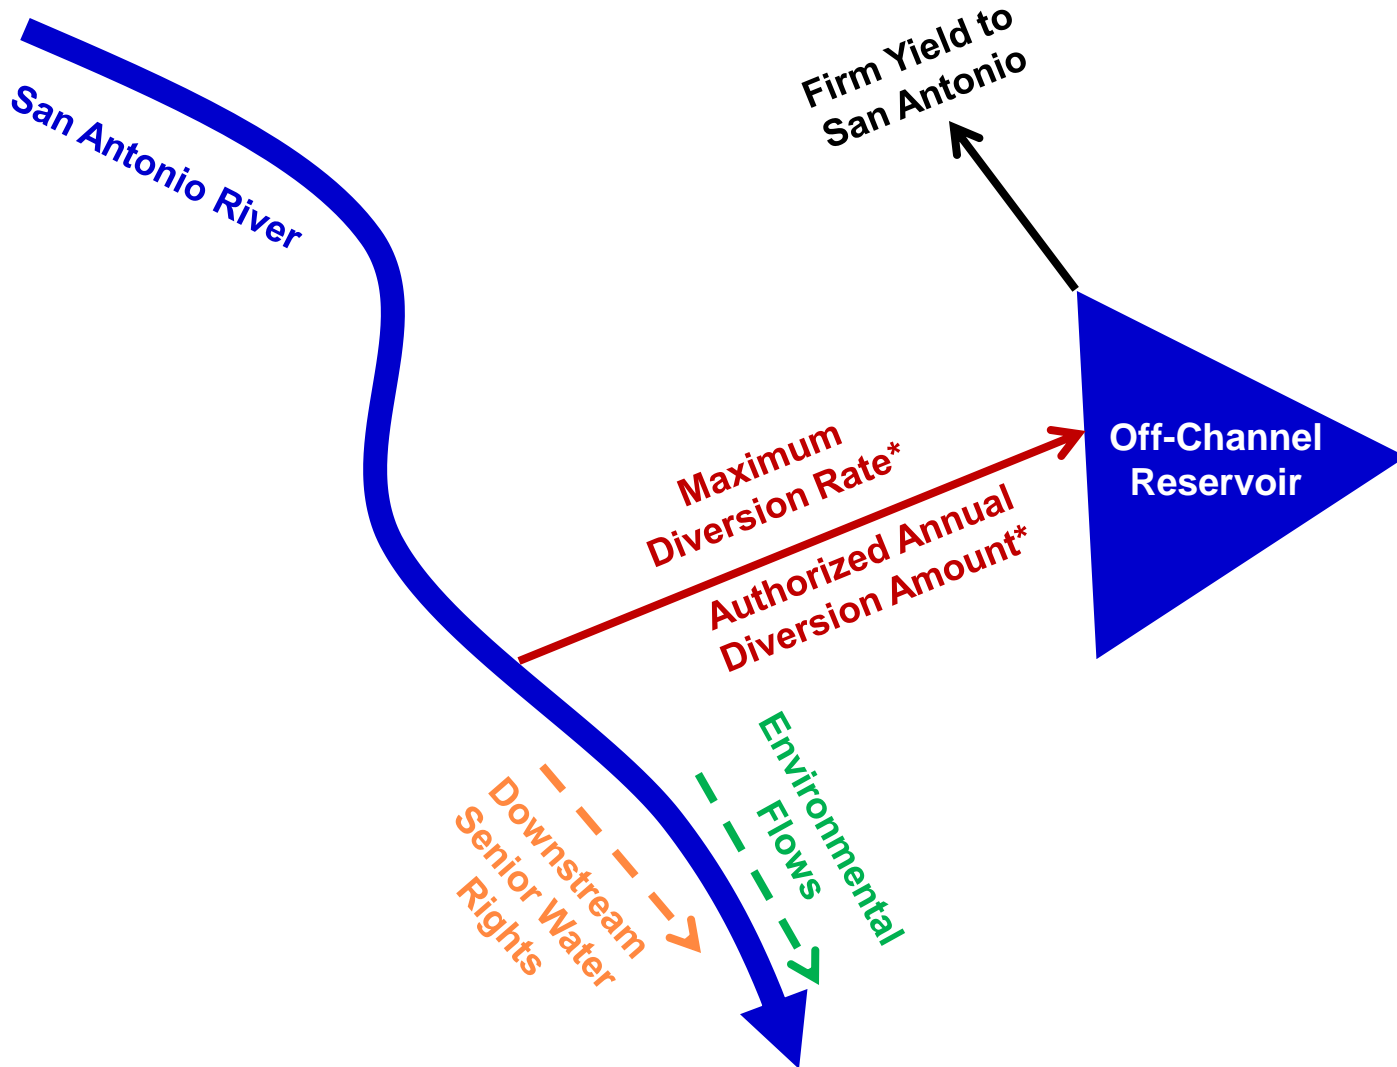 Firm Yield to
San Antonio
San Antonio River
Maximum
Diversion Rate*
Authorized Annual
Diversion Amount*
Off-Channel
Reservoir
Downstream
Senior Water
Rights
Environmental
Flows